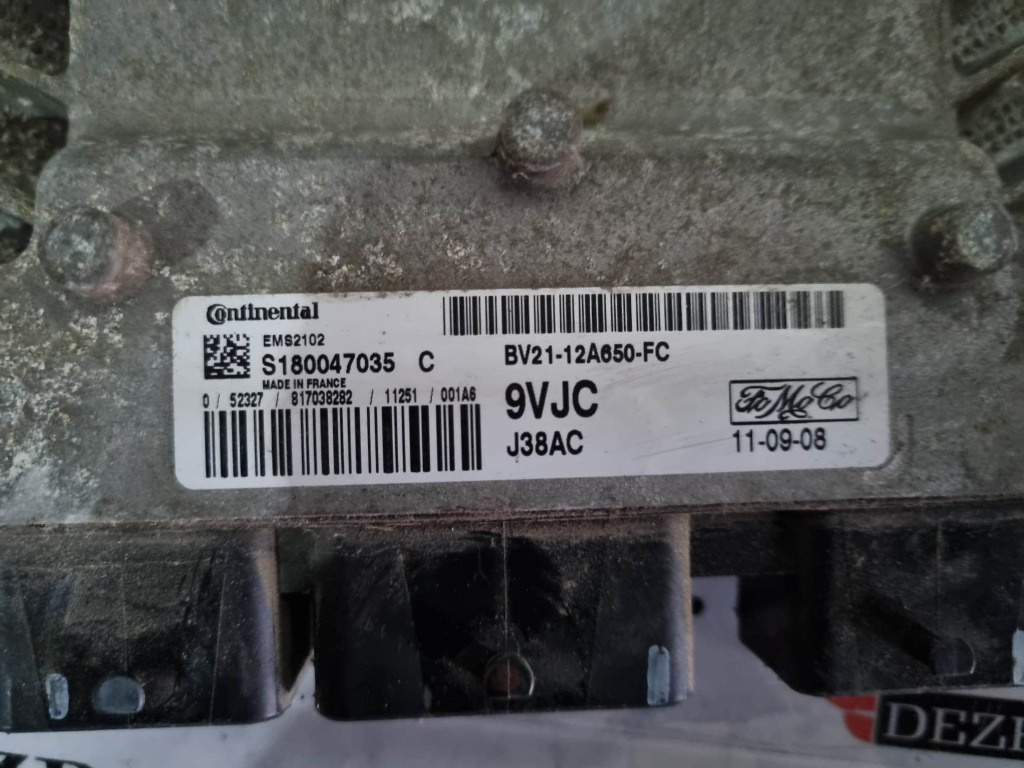 Continental
EMS2102
S180047035 C
MADE IN FRANCE
0 / 52327 / 817038282 / 11251 / 001A6
BV21-12A650-FC
9VJC
J38AC
FoMoCo
11-09-08
DEZE